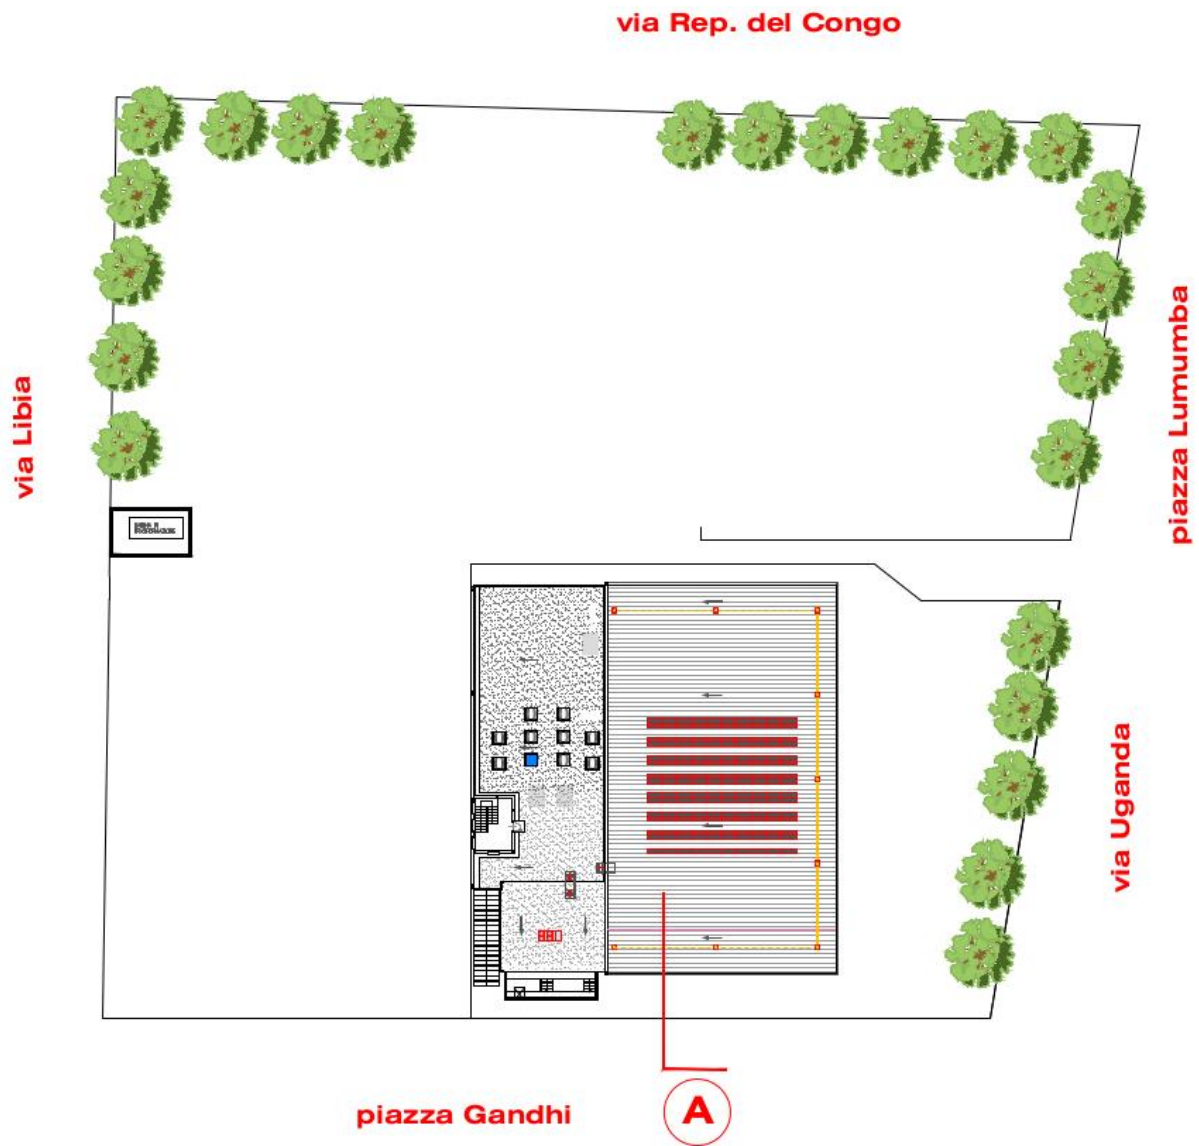 via Rep. del Congo
via Libia
piazza Lumumba
via Uganda
piazza Gandhi
A